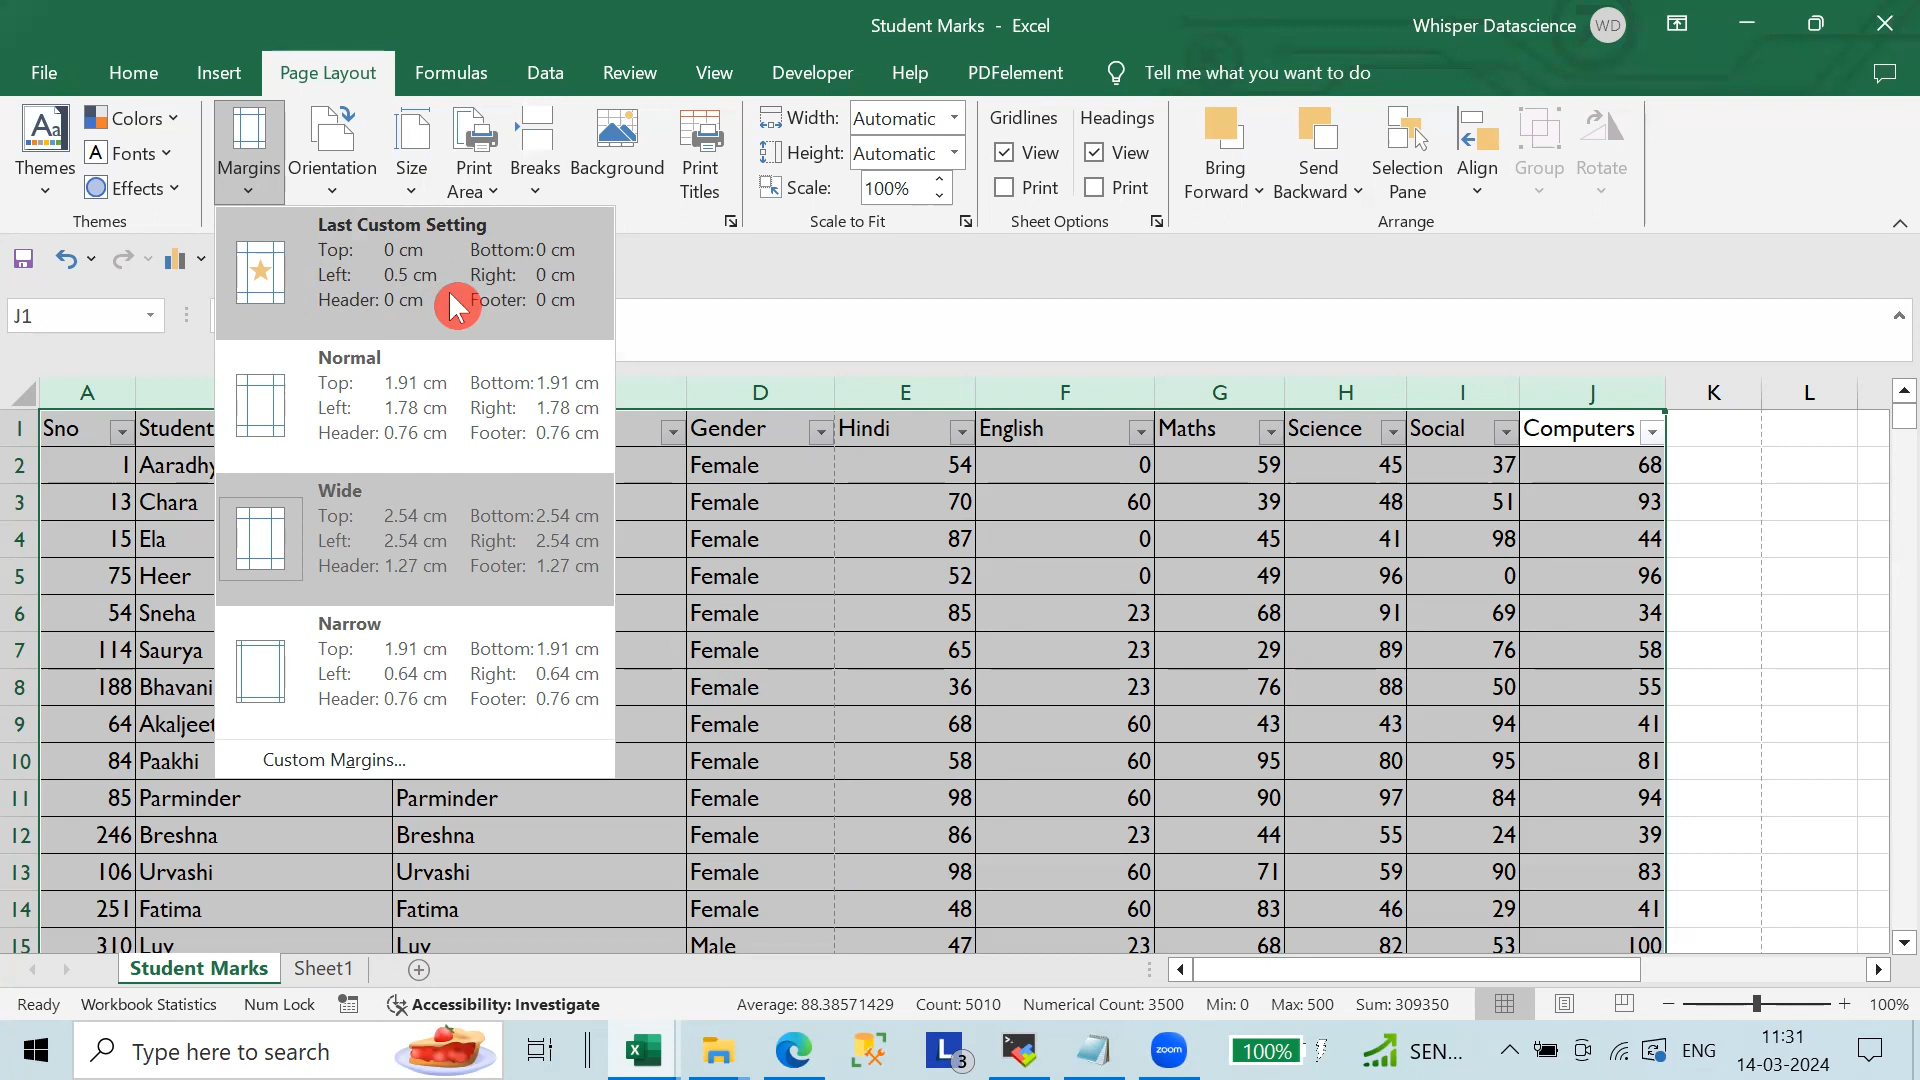 Student Marks - Excel
Whisper Datascience WD
File Home Insert Page Layout Formulas Data Review View Developer Help PDFelement Tell me what you want to do
Themes
Colors
Fonts
Effects
Themes
Margins
Orientation
Size
Print
Area
Breaks
Background
Print
Titles
Width: Automatic
Height: Automatic
Scale: 100%
Scale to Fit
Gridlines Headings
View View
Print Print
Sheet Options
Bring
Forward
Send
Backward
Selection
Pane
Align
Group
Rotate
Arrange
Last Custom Setting
Top: 0 cm Bottom: 0 cm
Left: 0.5 cm Right: 0 cm
Header: 0 cm Footer: 0 cm
Normal
Top: 1.91 cm Bottom: 1.91 cm
Left: 1.78 cm Right: 1.78 cm
Header: 0.76 cm Footer: 0.76 cm
Wide
Top: 2.54 cm Bottom: 2.54 cm
Left: 2.54 cm Right: 2.54 cm
Header: 1.27 cm Footer: 1.27 cm
Narrow
Top: 1.91 cm Bottom: 1.91 cm
Left: 0.64 cm Right: 0.64 cm
Header: 0.76 cm Footer: 0.76 cm
Custom Margins...
J1
A D E F G H I J K L
1 Sno Student Gender Hindi English Maths Science Social Computers
2 1 Aaradhy Female 54 0 59 45 37 68
3 13 Chara Female 70 60 39 48 51 93
4 15 Ela Female 87 0 45 41 98 44
5 75 Heer Female 52 0 49 96 0 96
6 54 Sneha Female 85 23 68 91 69 34
7 114 Saurya Female 65 23 29 89 76 58
8 188 Bhavani Female 36 23 76 88 50 55
9 64 Akaljeet Female 68 60 43 43 94 41
10 84 Paakhi Female 58 60 95 80 95 81
11 85 Parminder Parminder Female 98 60 90 97 84 94
12 246 Breshna Breshna Female 86 23 44 55 24 39
13 106 Urvashi Urvashi Female 98 60 71 59 90 83
14 251 Fatima Fatima Female 48 60 83 46 29 41
15 310 Luv Luv Male 47 23 68 82 53 100
Student Marks Sheet1
Ready Workbook Statistics Num Lock Accessibility: Investigate Average: 88.38571429 Count: 5010 Numerical Count: 3500 Min: 0 Max: 500 Sum: 309350 100%
Type here to search
L 3
zoom
100%
SEN...
ENG
11:31
14-03-2024